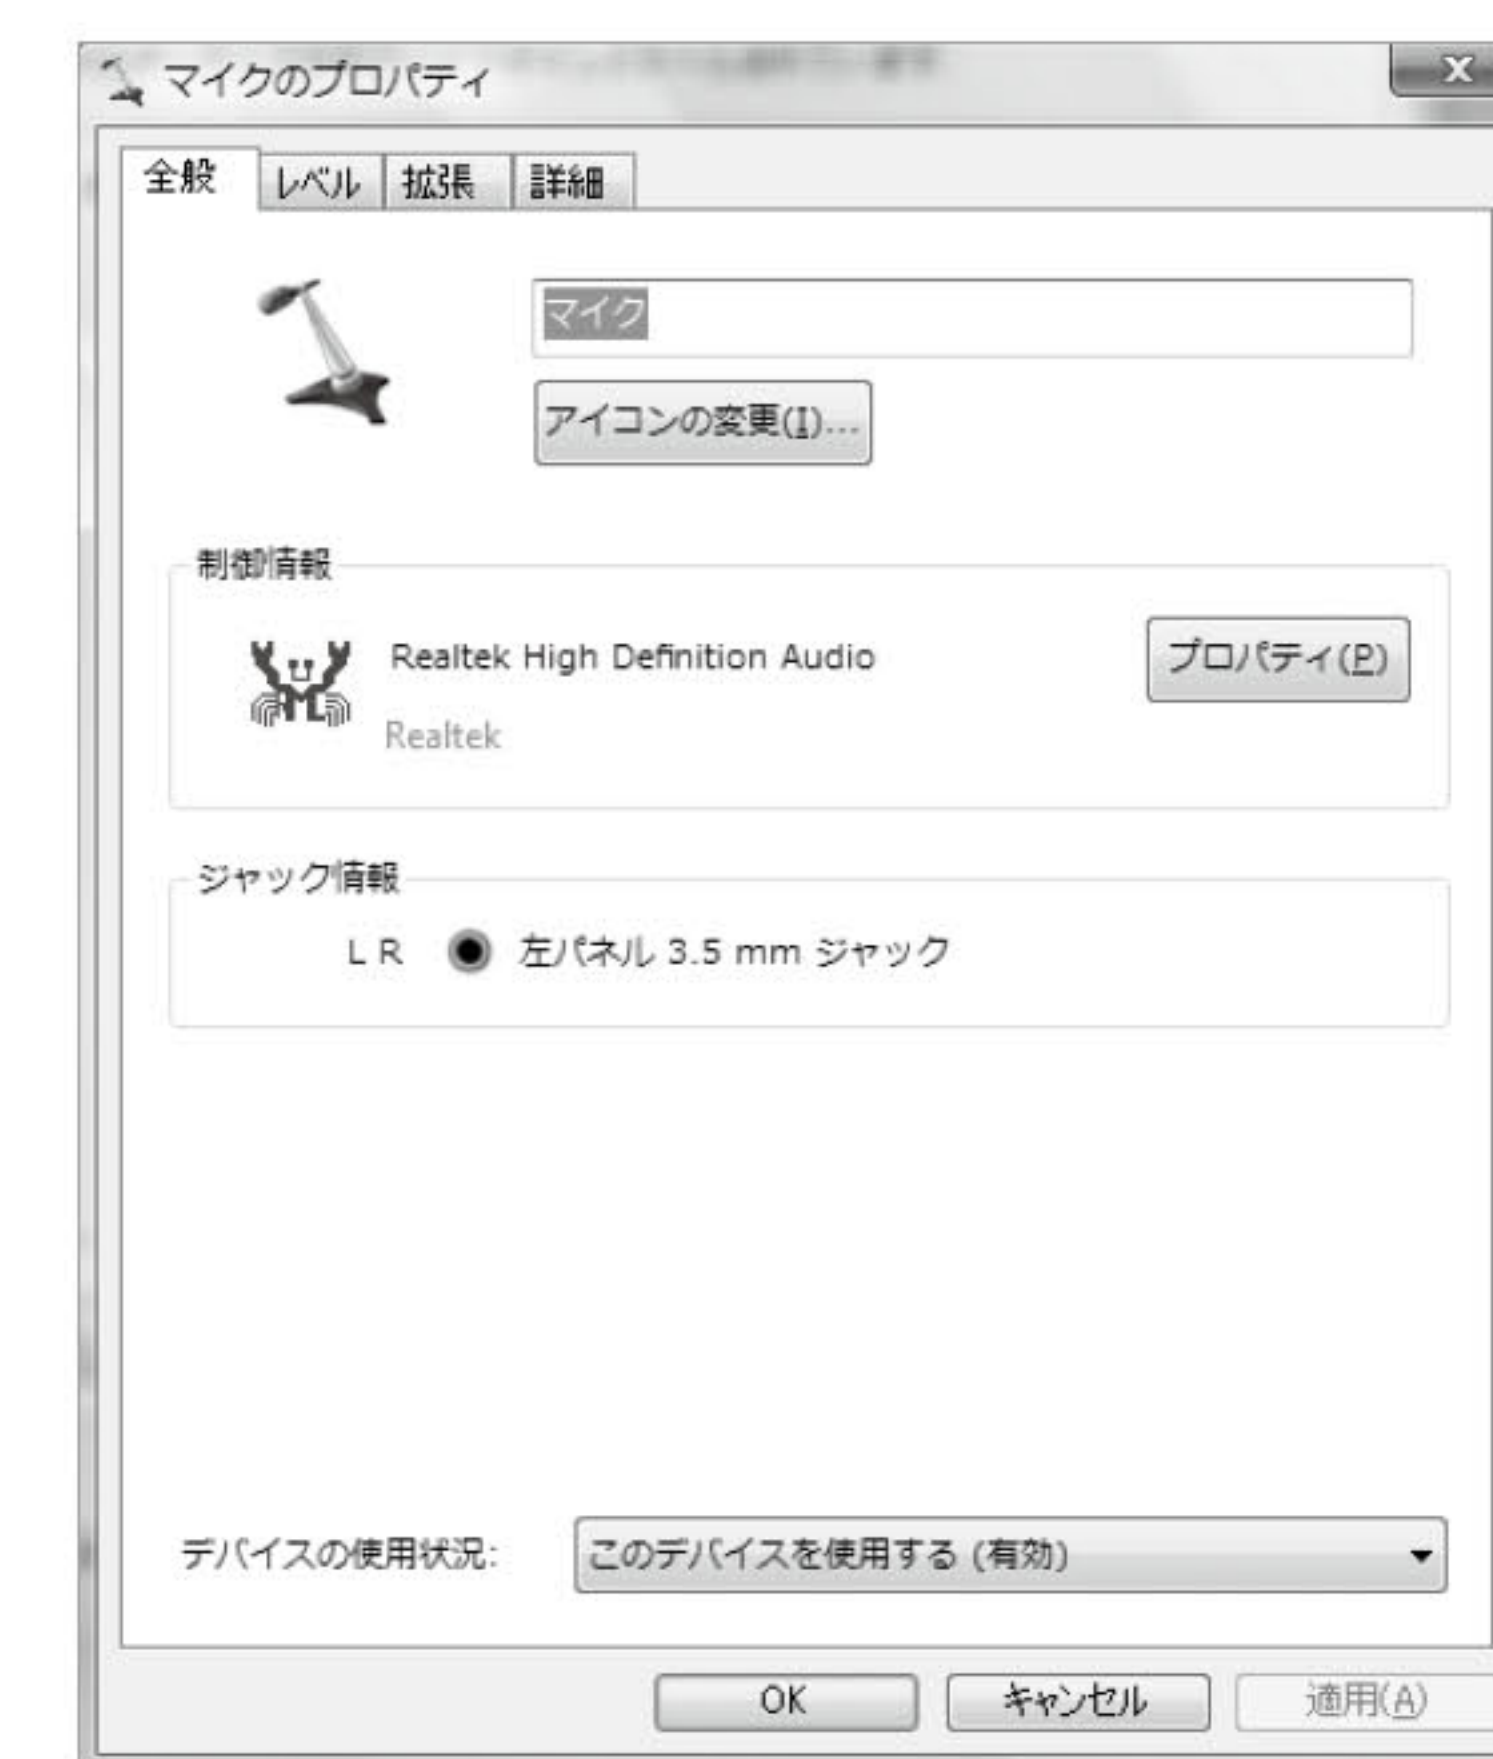 マイクのプロパティ
x
全般 レベル 拡張 詳細
マイク
アイコンの変更(I)...
制御情報
Realtek High Definition Audio
プロパティ(P)
Realtek
ジャック情報
L R 左パネル 3.5 mm ジャック
デバイスの使用状況: このデバイスを使用する (有効)
OK キャンセル 適用(A)